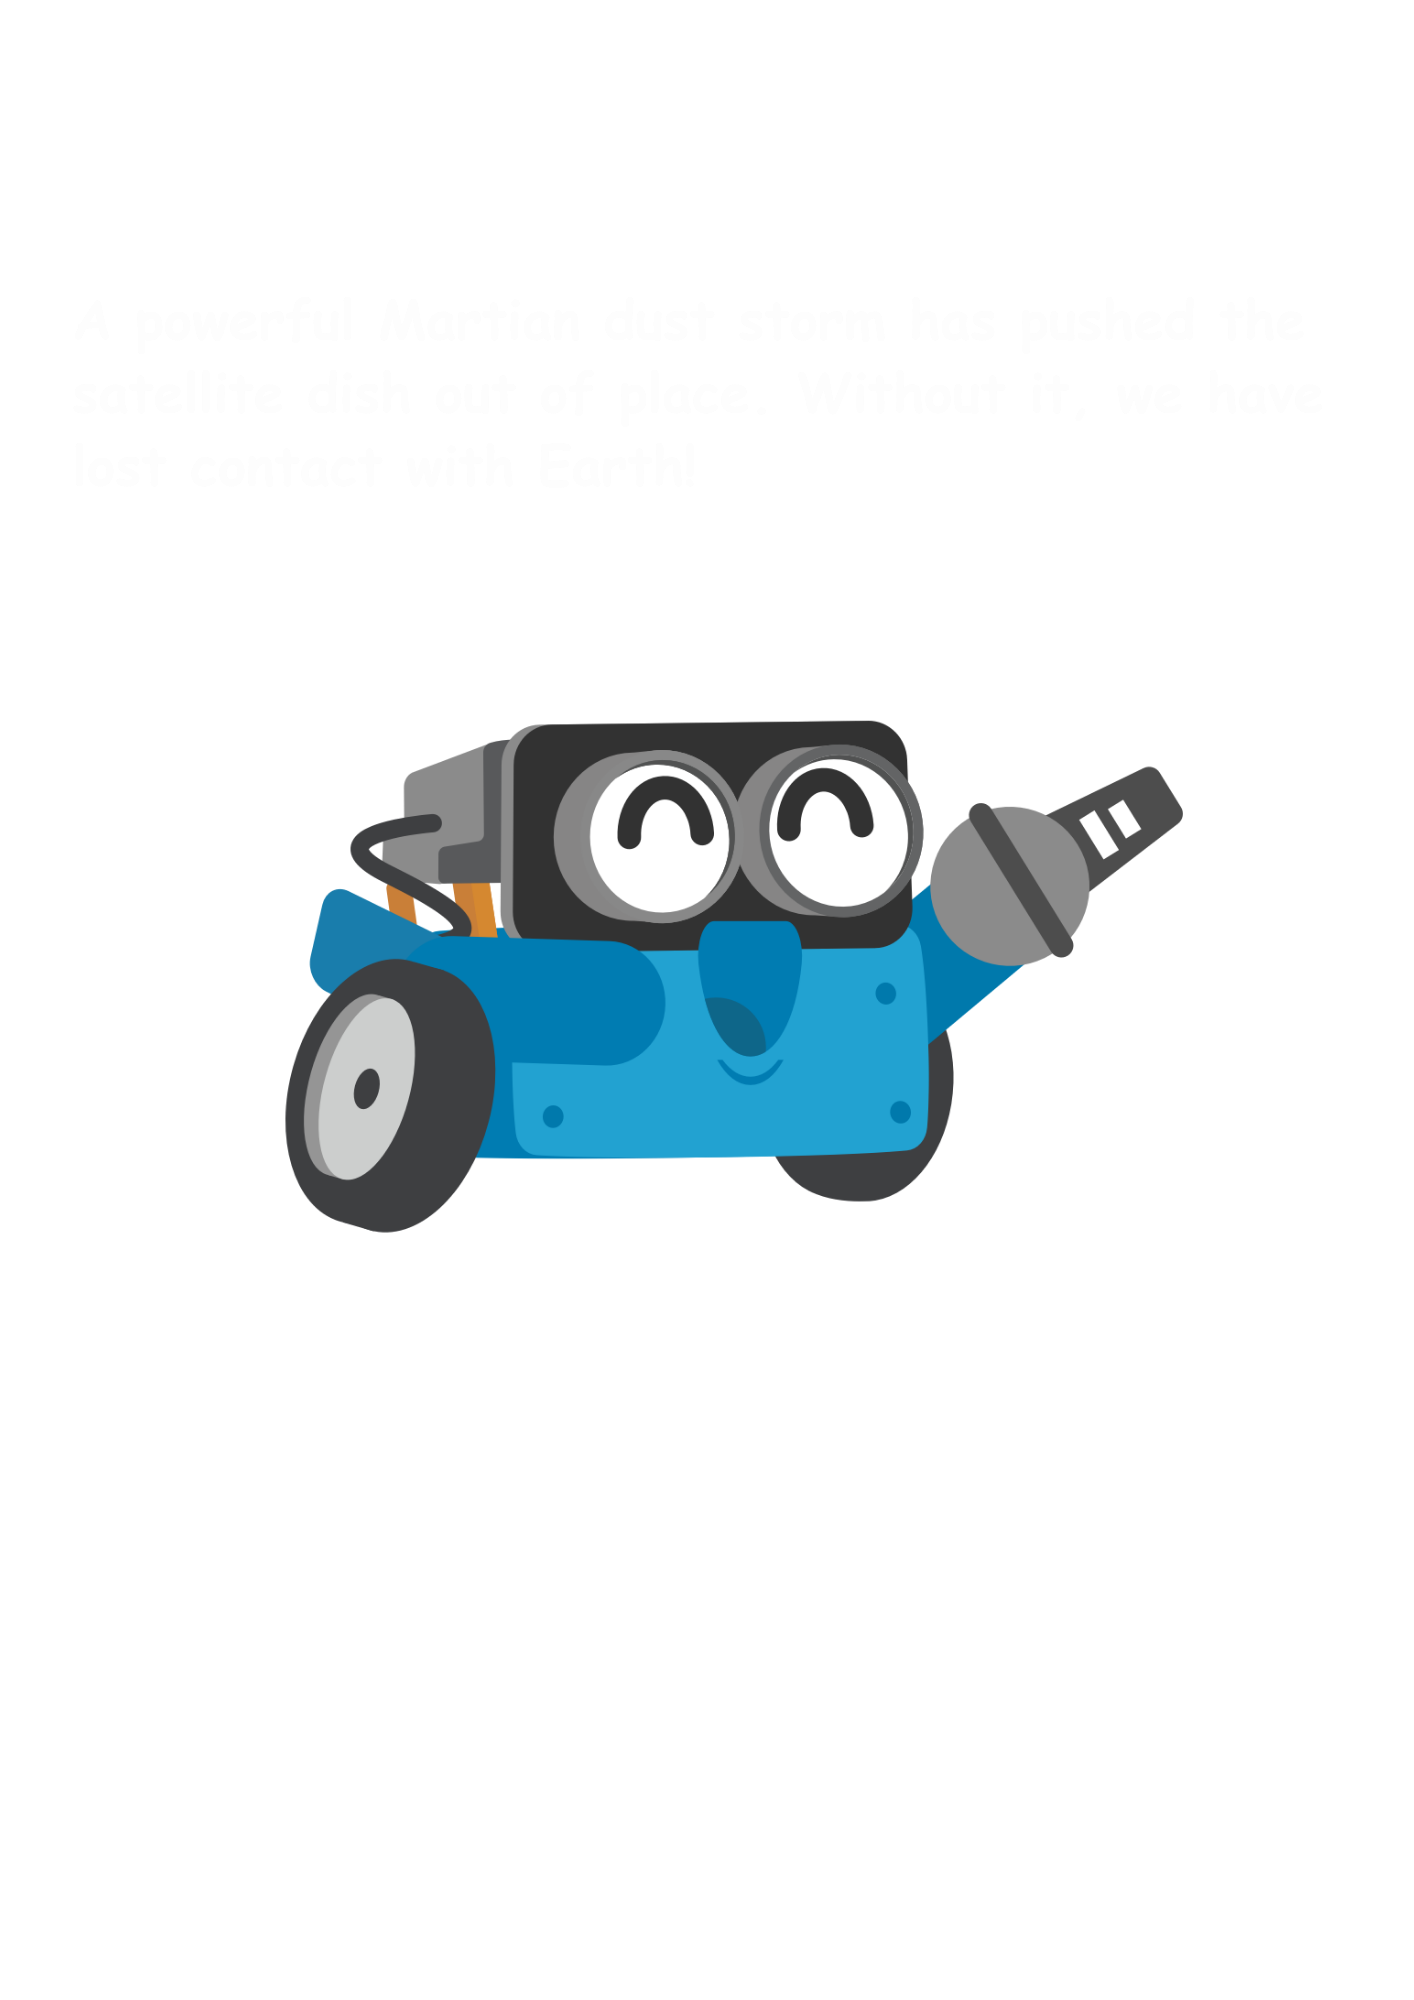 A powerful Martian dust storm has pushed the
satellite dish out of place. Without it, we have
lost contact with Earth!